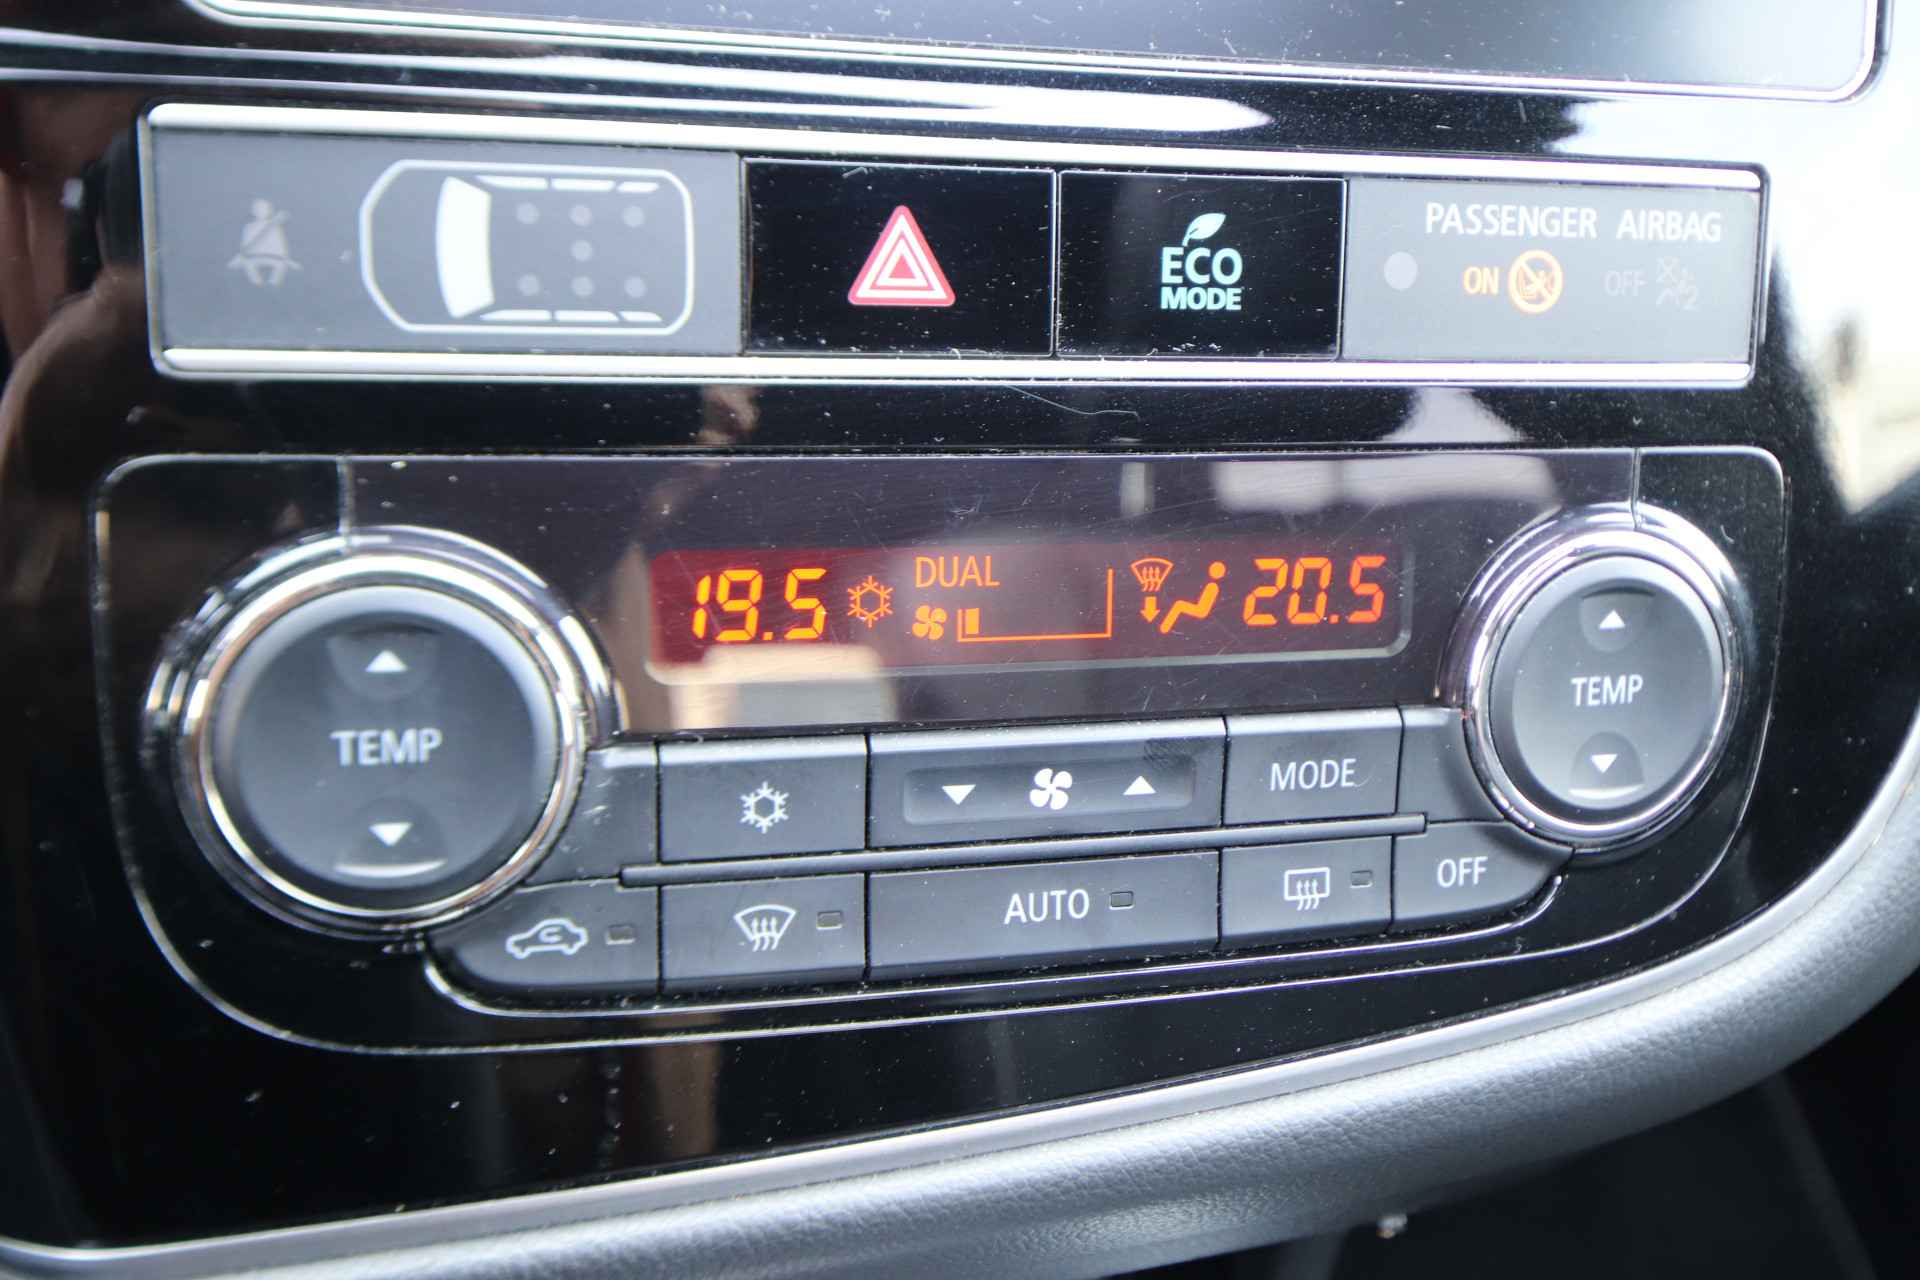 PASSENGER AIRBAG
ECO
MODE
ON OFF
19.5 DUAL 20.5
TEMP
TEMP
MODE
AUTO
OFF